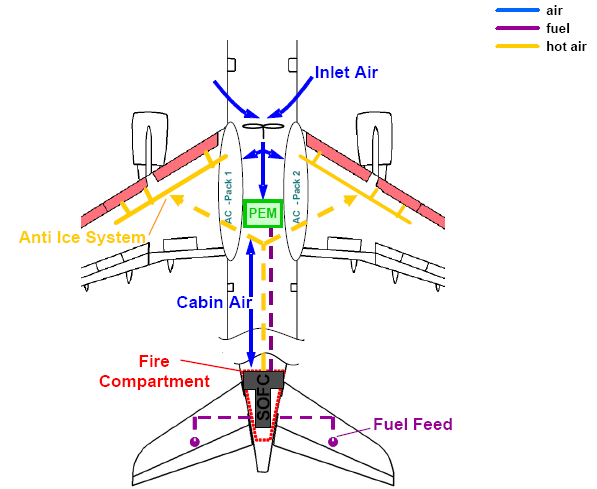 air
fuel
hot air
Inlet Air
AC - Pack 1
AC - Pack 2
PEM
Anti Ice System
Cabin Air
Fire
Compartment
SOFC
Fuel Feed